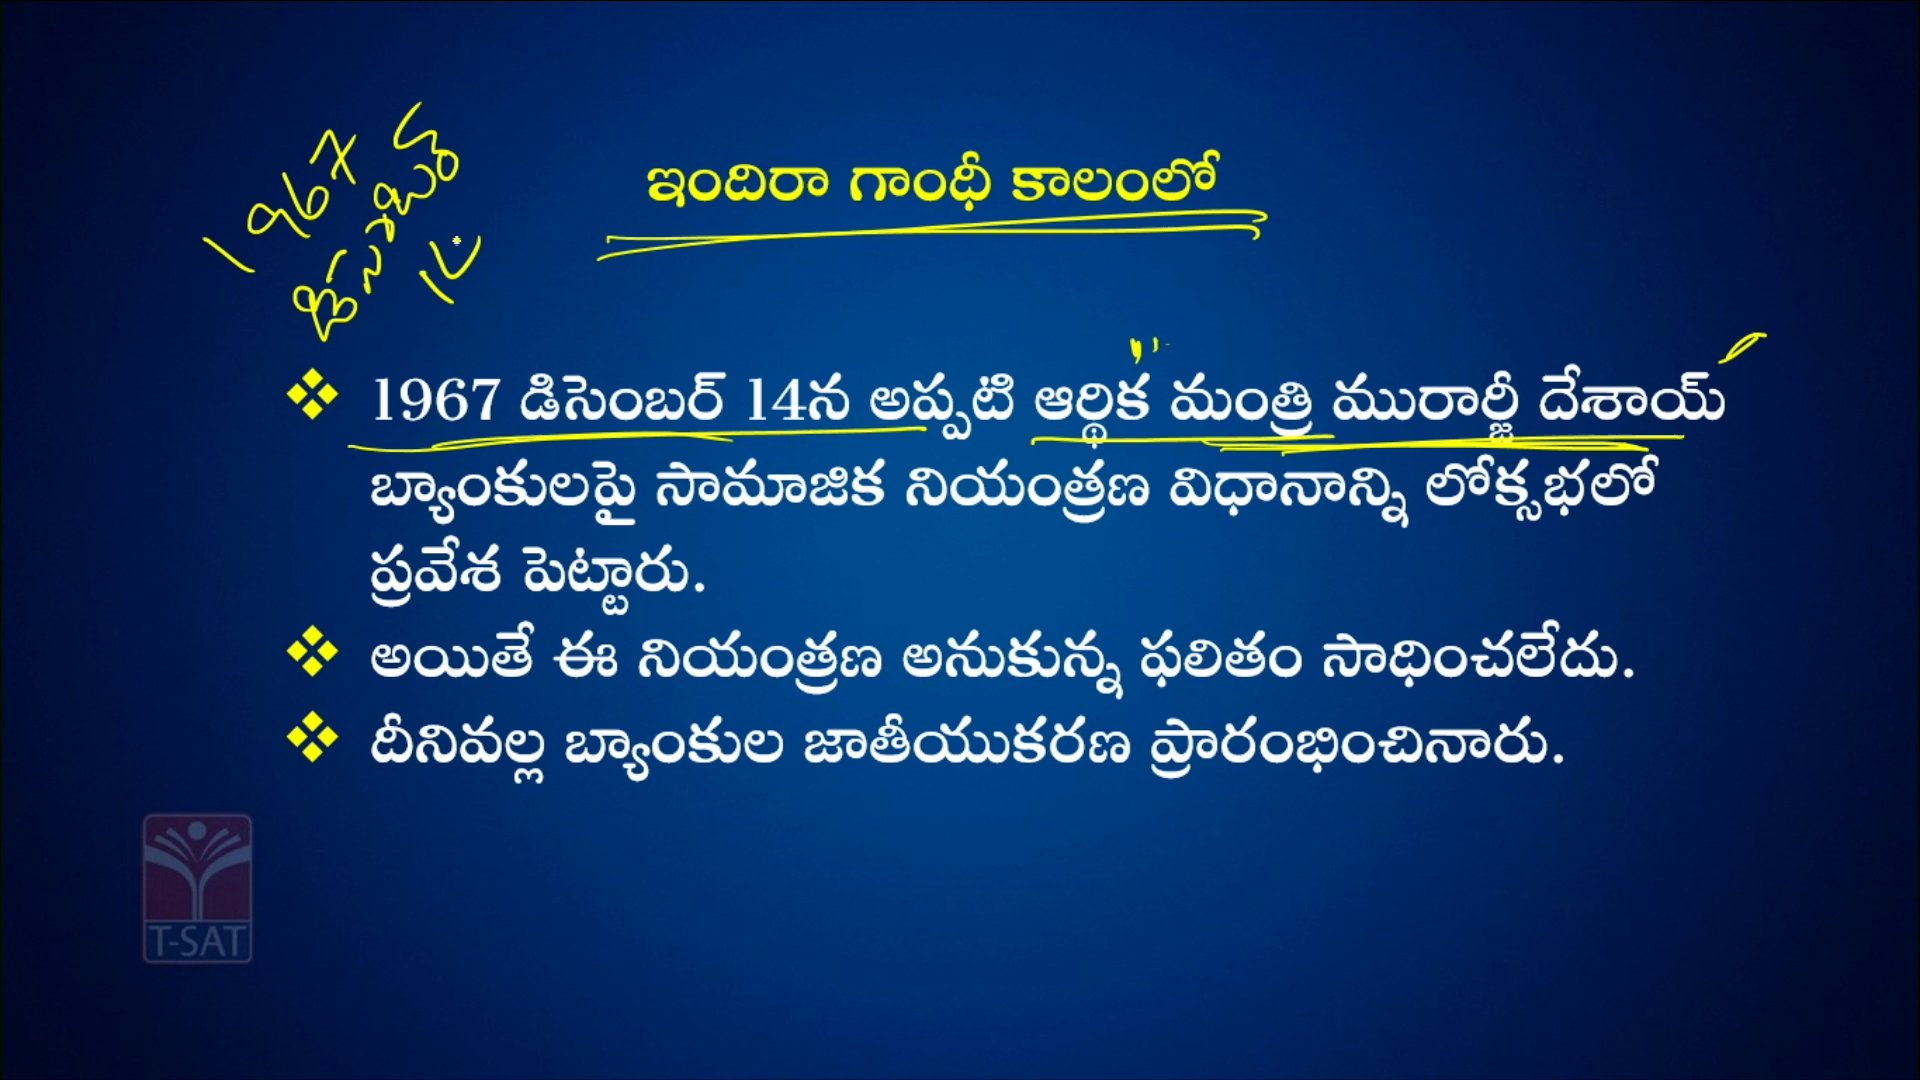 1967
డిసెంబర్
ఇందిరా గాంధీ కాలంలో
1967 డిసెంబర్ 14న అప్పటి ఆర్థిక మంత్రి మురార్జీ దేశాయ్
బ్యాంకులపై సామాజిక నియంత్రణ విధానాన్ని లోక్సభలో
ప్రవేశ పెట్టారు.
అయితే ఈ నియంత్రణ అనుకున్న ఫలితం సాధించలేదు.
దీనివల్ల బ్యాంకుల జాతీయుకరణ ప్రారంభించినారు.
T-SAT